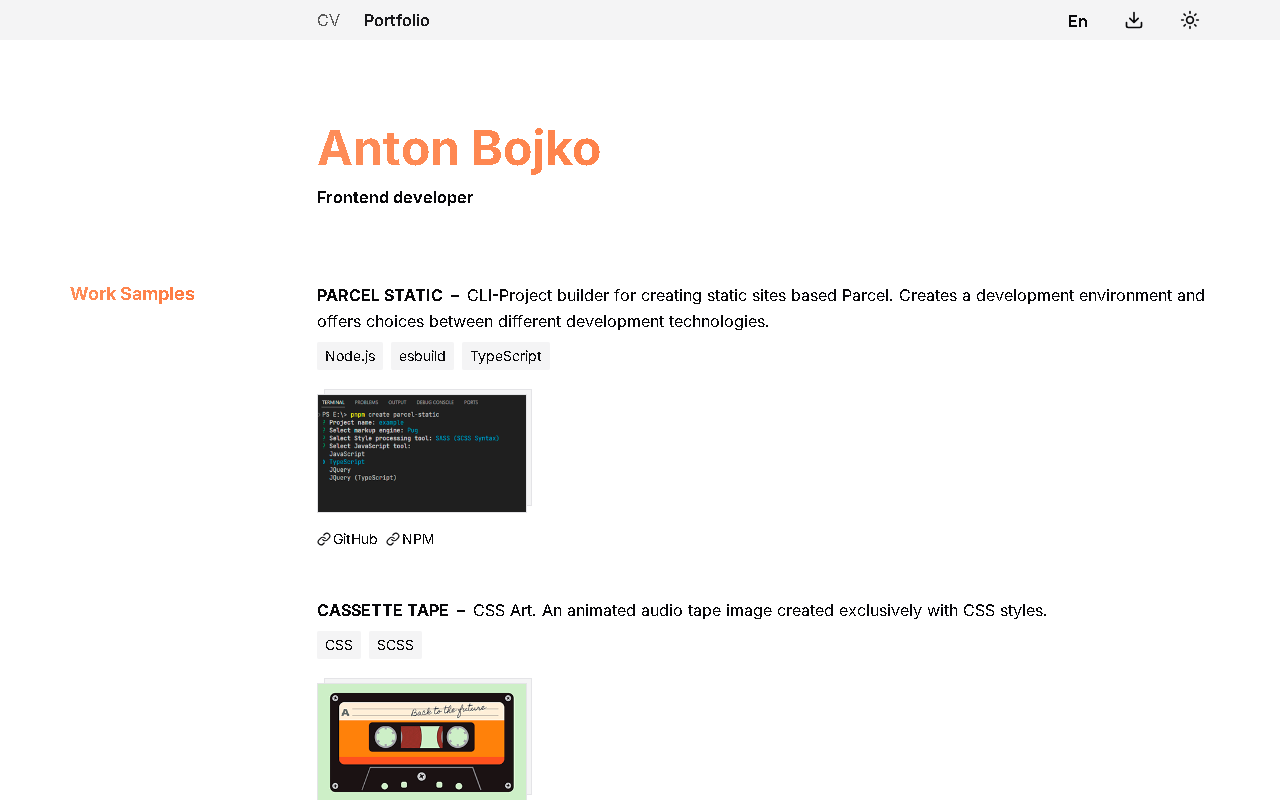 CV Portfolio En
Anton Bojko
Frontend developer
Work Samples
PARCEL STATIC – CLI-Project builder for creating static sites based Parcel. Creates a development environment and
offers choices between different development technologies.
Node.js esbuild TypeScript
TERMINAL PROBLEMS OUTPUT DEBUG CONSOLE PORTS
PS E:\> pnpm create parcel-static
? Project name: example
? Select markup engine: Pug
? Select Style processing tool: SASS (SCSS Syntax)
? Select JavaScript tool:
JavaScript
> TypeScript
JQuery
JQuery (TypeScript)
GitHub NPM
CASSETTE TAPE – CSS Art. An animated audio tape image created exclusively with CSS styles.
CSS SCSS
A Back to the future